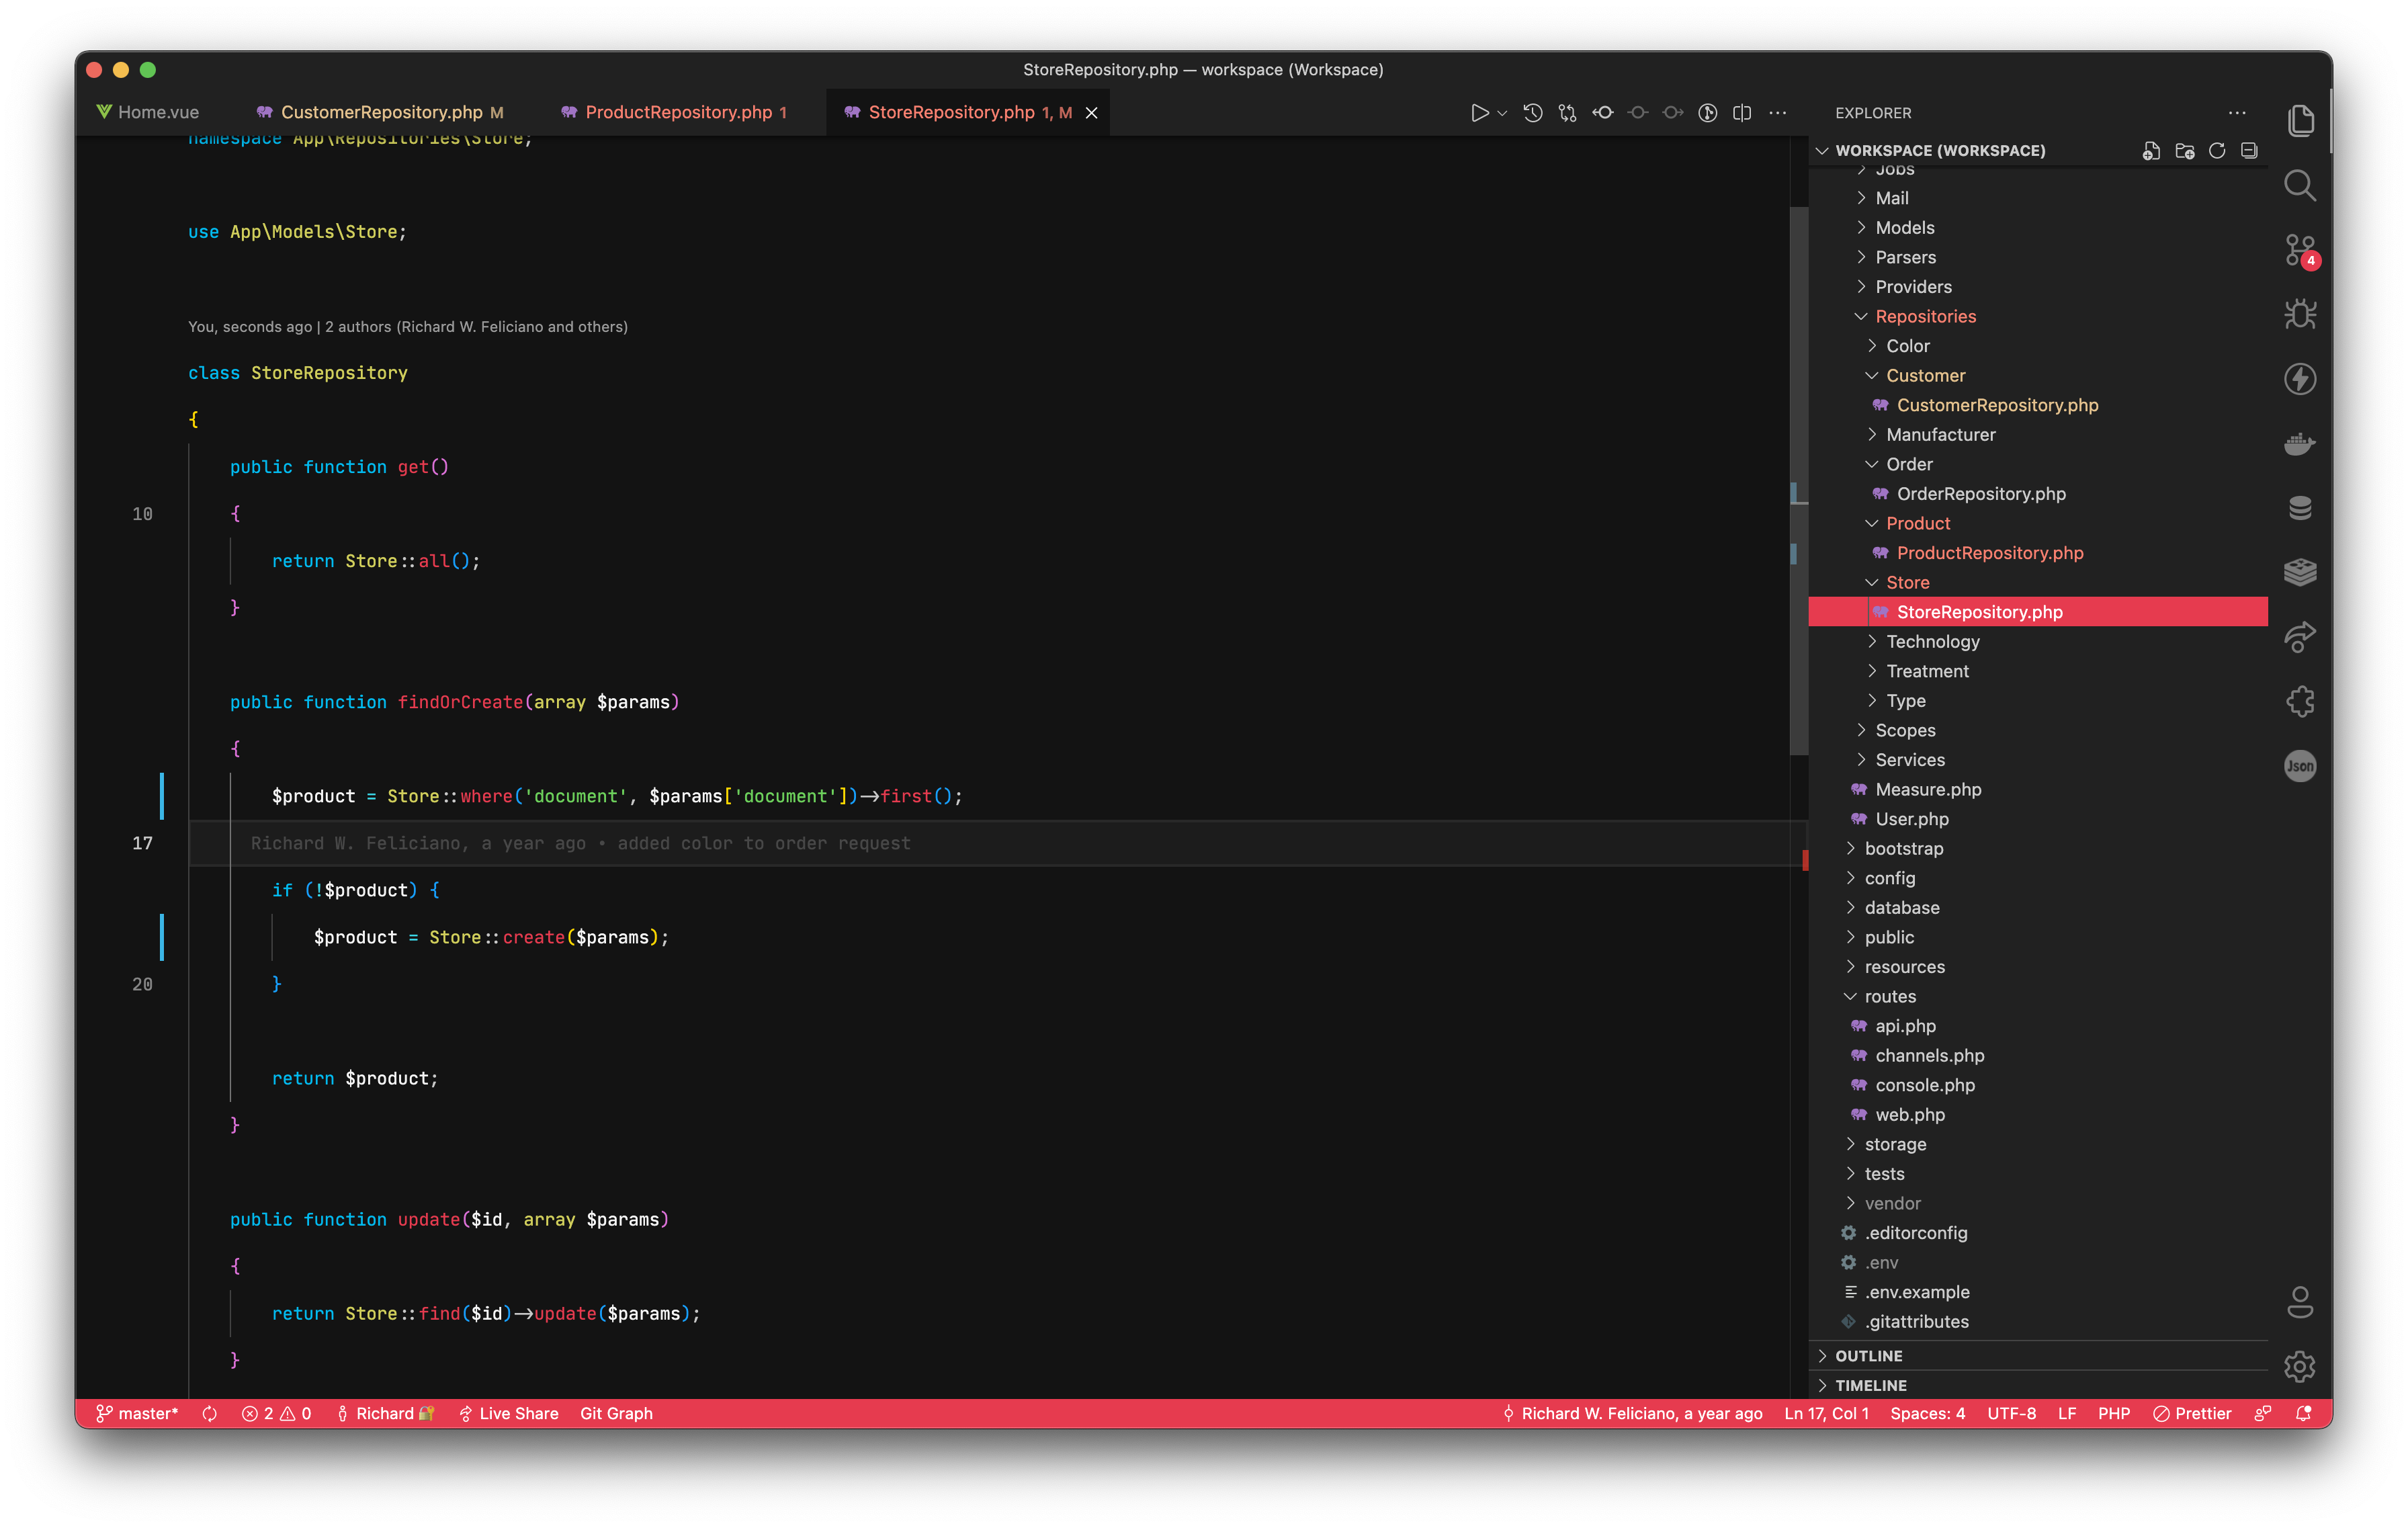 StoreRepository.php — workspace (Workspace)
Home.vue
CustomerRepository.php M
ProductRepository.php 1
StoreRepository.php 1, M
namespace App\Repositories\Store;
use App\Models\Store;
You, seconds ago | 2 authors (Richard W. Feliciano and others)
class StoreRepository
{
public function get()
10 {
return Store::all();
}
public function findOrCreate(array $params)
{
$product = Store::where('document', $params['document'])->first();
17 Richard W. Feliciano, a year ago • added color to order request
if (!$product) {
$product = Store::create($params);
20 }
return $product;
}
public function update($id, array $params)
{
return Store::find($id)->update($params);
}
EXPLORER
WORKSPACE (WORKSPACE)
Jobs
Mail
Models
Parsers
Providers
Repositories
Color
Customer
CustomerRepository.php
Manufacturer
Order
OrderRepository.php
Product
ProductRepository.php
Store
StoreRepository.php
Technology
Treatment
Type
Scopes
Services
Measure.php
User.php
bootstrap
config
database
public
resources
routes
api.php
channels.php
console.php
web.php
storage
tests
vendor
.editorconfig
.env
.env.example
.gitattributes
OUTLINE
TIMELINE
4
Json
master*
2
0
Richard
Live Share
Git Graph
Richard W. Feliciano, a year ago
Ln 17, Col 1
Spaces: 4
UTF-8
LF
PHP
Prettier